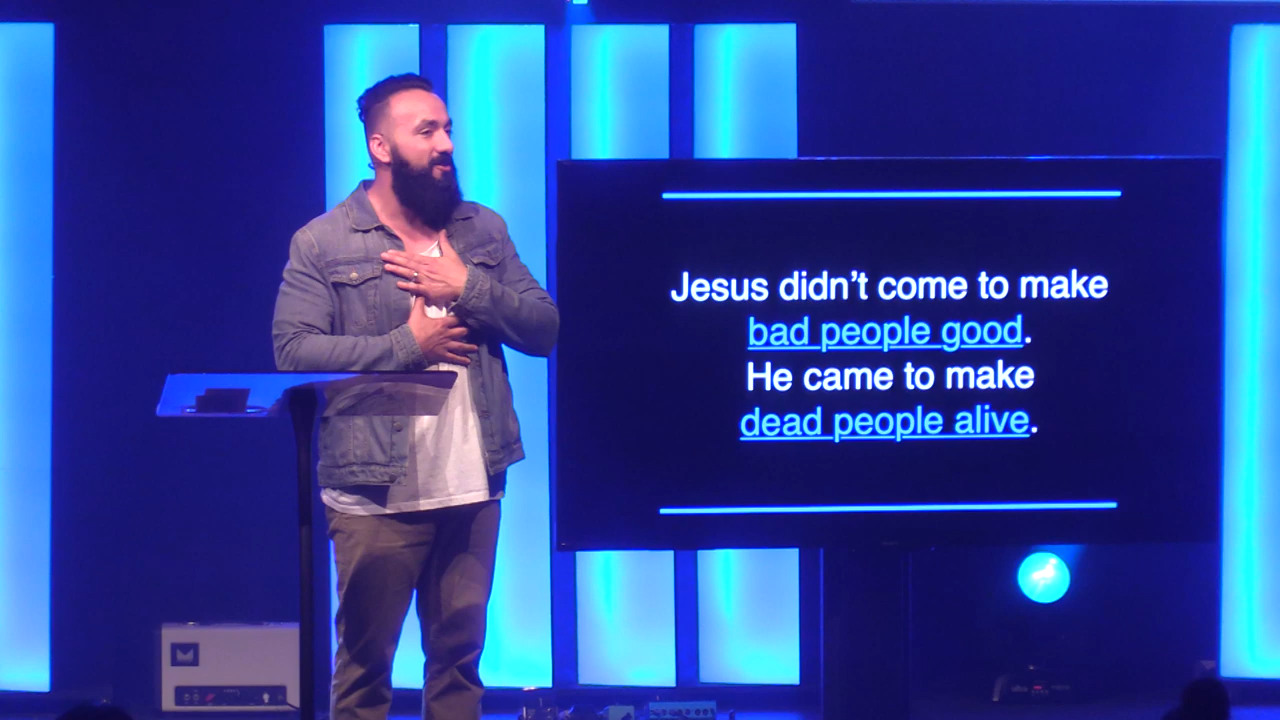 Jesus didn't come to make
bad people good.
He came to make
dead people alive.